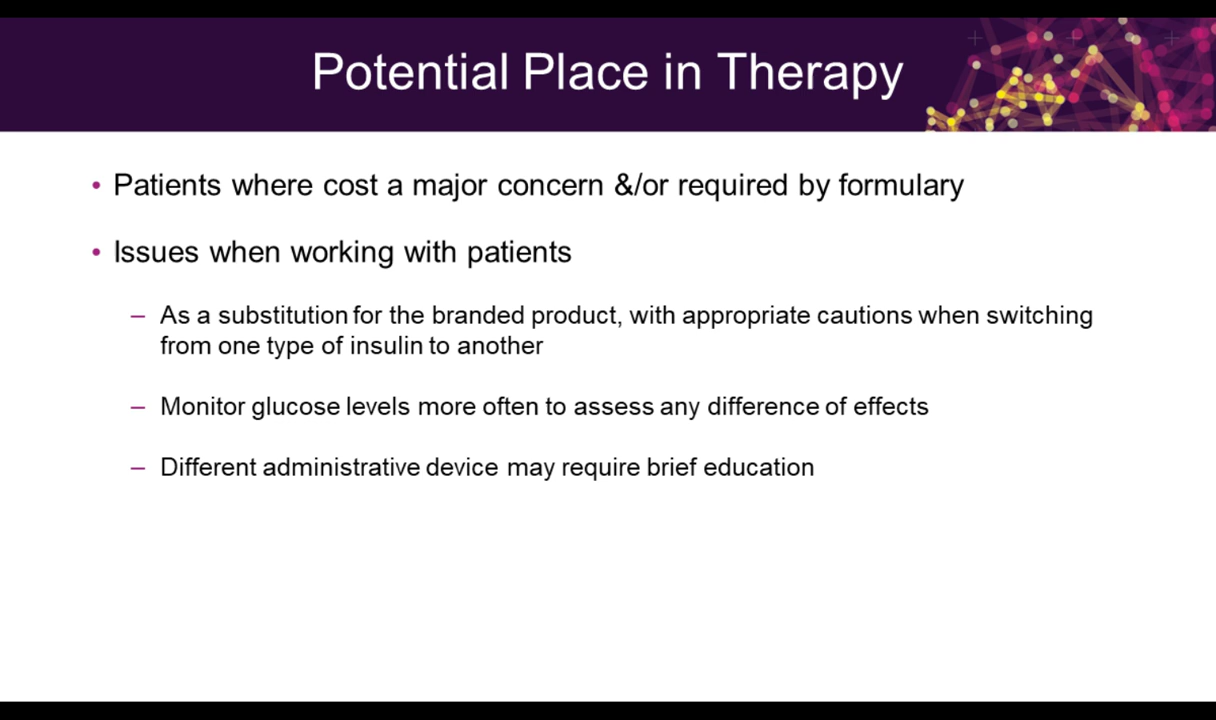 Potential Place in Therapy
• Patients where cost a major concern &/or required by formulary
• Issues when working with patients
– As a substitution for the branded product, with appropriate cautions when switching
from one type of insulin to another
– Monitor glucose levels more often to assess any difference of effects
– Different administrative device may require brief education